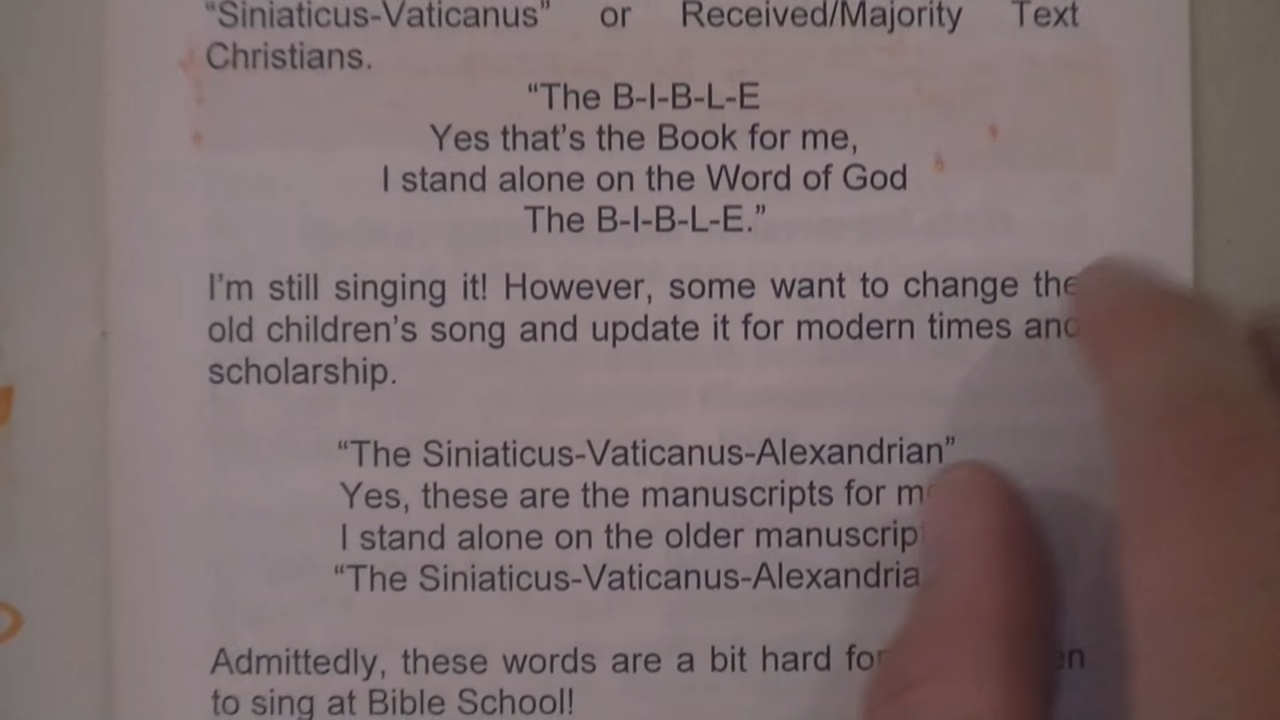 “Siniaticus-Vaticanus” or Received/Majority Text
Christians.
“The B-I-B-L-E
Yes that’s the Book for me,
I stand alone on the Word of God
The B-I-B-L-E.”
I’m still singing it! However, some want to change the
old children’s song and update it for modern times and
scholarship.
“The Siniaticus-Vaticanus-Alexandrian”
Yes, these are the manuscripts for
I stand alone on the older
“The
Admittedly, these words are a bit hard
to sing at Bible School!